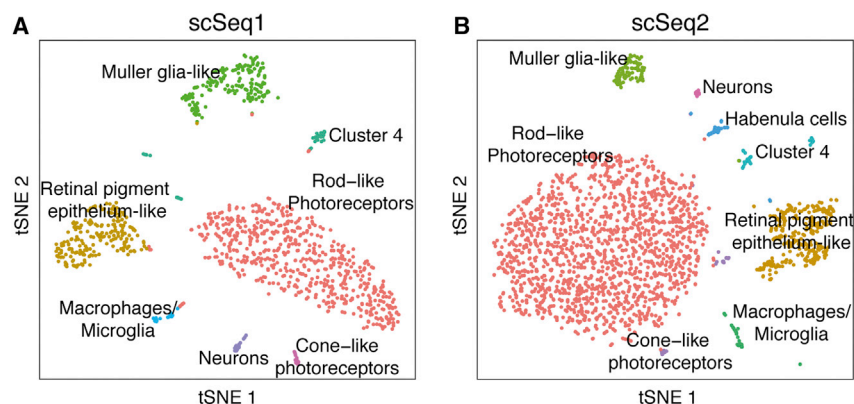 A
scSeq1
Muller glia-like
Cluster 4
Rod-like
Photoreceptors
Retinal pigment
epithelium-like
Macrophages/
Microglia
Neurons
Cone-like
photoreceptors
tSNE 2
tSNE 1
B
scSeq2
Muller glia-like
Neurons
Habenula cells
Rod-like
Photoreceptors
Cluster 4
Retinal pigment
epithelium-like
Macrophages/
Microglia
Cone-like
photoreceptors
tSNE 2
tSNE 1